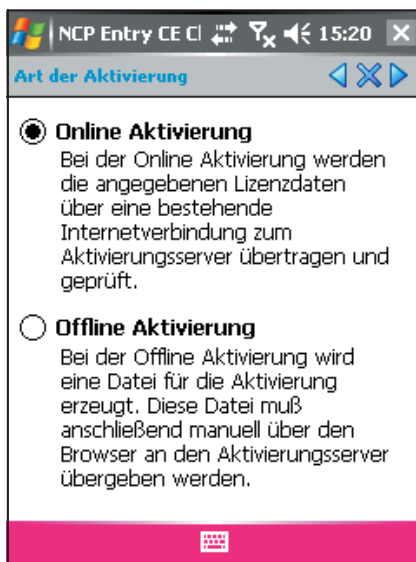 NCP Entry CE Cl 15:20
Art der Aktivierung
Online Aktivierung
Bei der Online Aktivierung werden
die angegebenen Lizenzdaten
über eine bestehende
Internetverbindung zum
Aktivierungsserver übertragen und
geprüft.
Offline Aktivierung
Bei der Offline Aktivierung wird
eine Datei für die Aktivierung
erzeugt. Diese Datei muß
anschließend manuell über den
Browser an den Aktivierungsserver
übergeben werden.